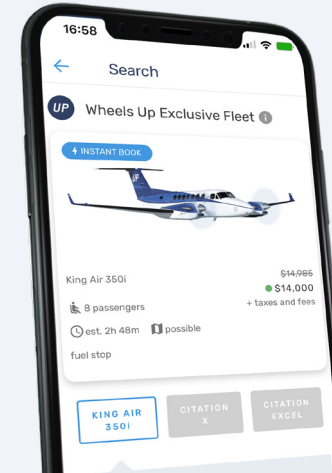 16:58
Search
UP Wheels Up Exclusive Fleet i
INSTANT BOOK
UP
King Air 350i
$14,985
$14,000
8 passengers
+ taxes and fees
est. 2h 48m possible
fuel stop
KING AIR
350i
CITATION
X
CITATION
EXCEL